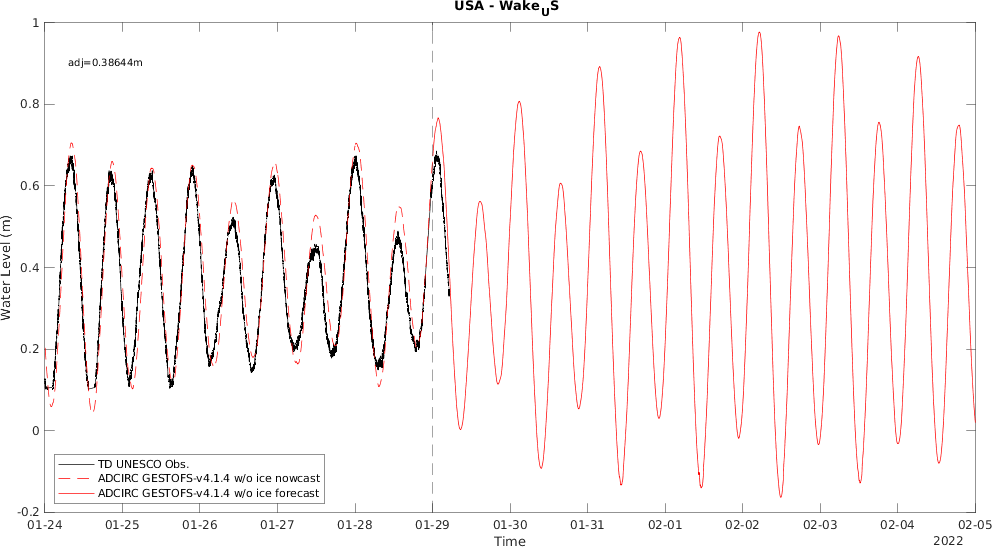 USA - Wake_US
adj=0.38644m
1
0.8
0.6
0.4
0.2
0
-0.2
Water Level (m)
TD UNESCO Obs.
ADCIRC GESTOFS-v4.1.4 w/o ice nowcast
ADCIRC GESTOFS-v4.1.4 w/o ice forecast
01-24 01-25 01-26 01-27 01-28 01-29 01-30 01-31 02-01 02-02 02-03 02-04 02-05
Time
2022